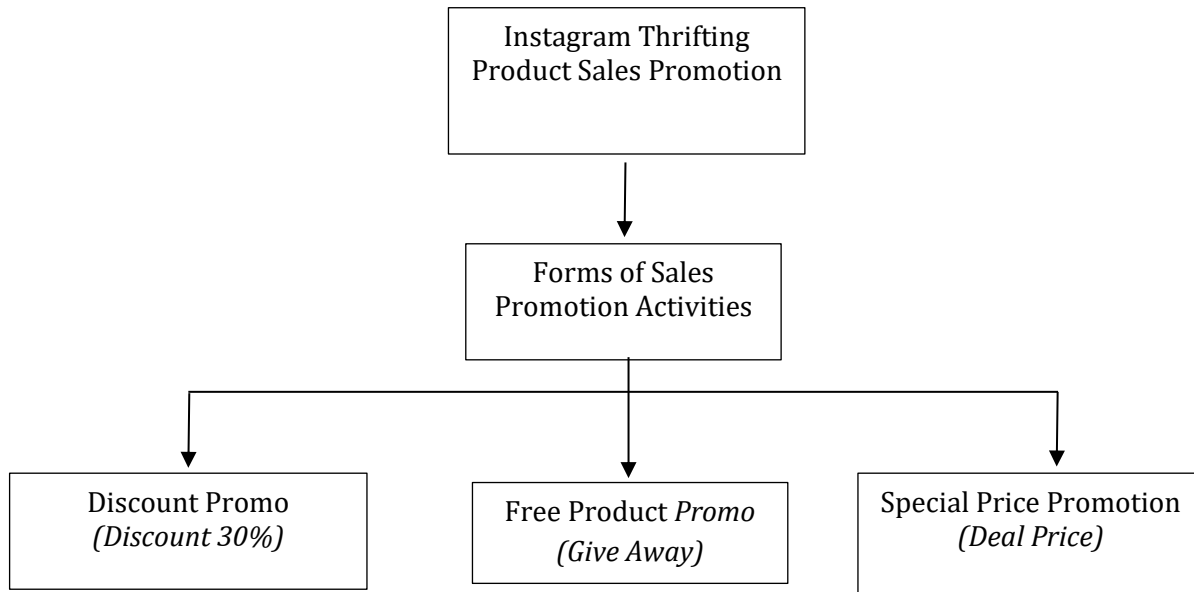 Instagram Thrifting
Product Sales Promotion
Forms of Sales
Promotion Activities
Discount Promo
(Discount 30%)
Free Product Promo
(Give Away)
Special Price Promotion
(Deal Price)